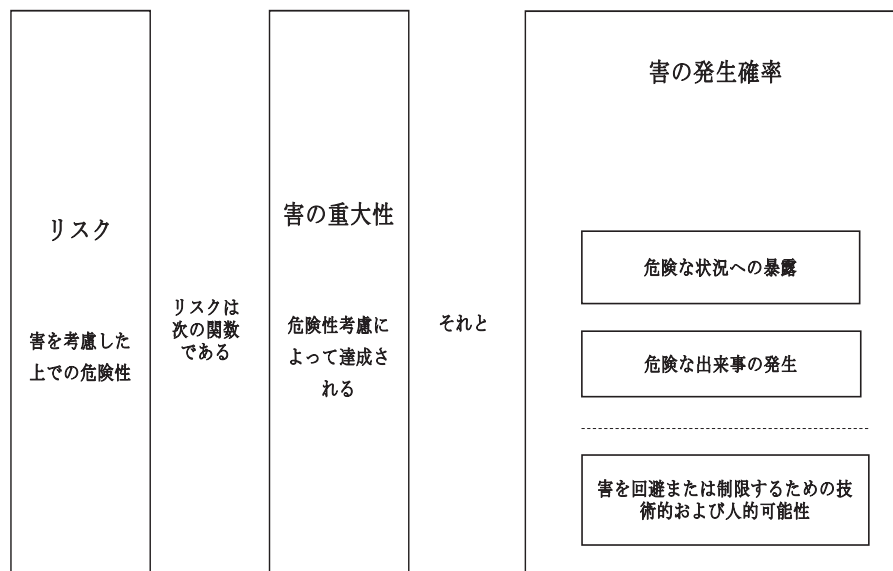 リスク
害を考慮した
上での危険性
リスクは
次の関数
である
害の重大性
危険性考慮に
よって達成さ
れる
それと
害の発生確率
危険な状況への暴露
危険な出来事の発生
害を回避または制限するための技
術的および人的可能性